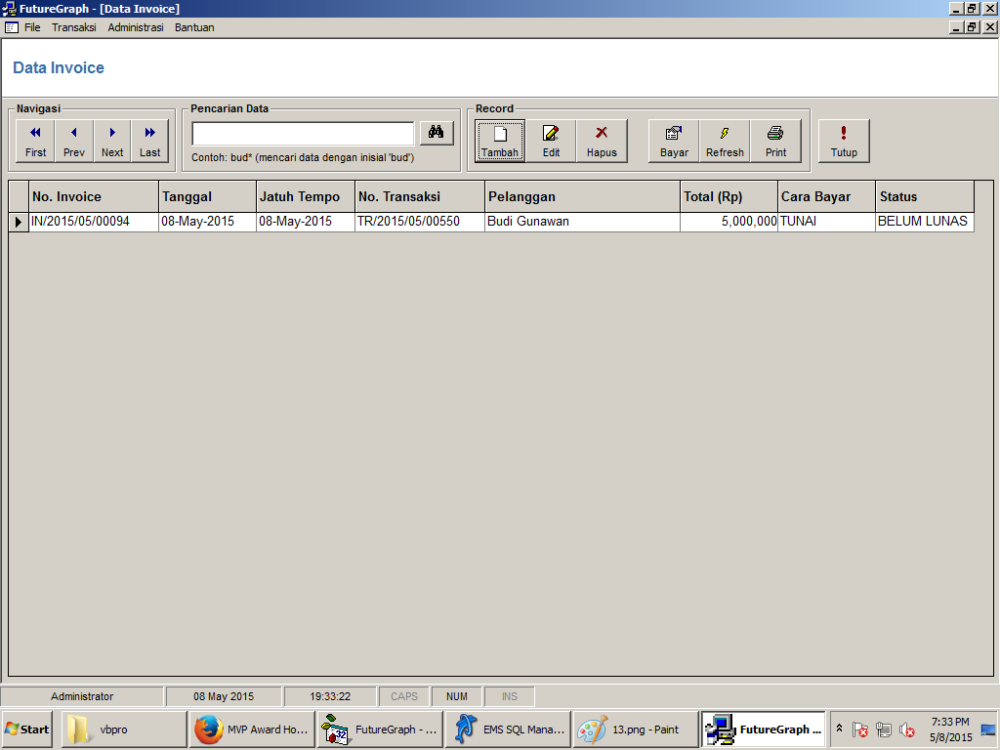 FutureGraph - [Data Invoice]
File Transaksi Administrasi Bantuan
Data Invoice
Navigasi Pencarian Data Record
First Prev Next Last Tambah Edit Hapus Bayar Refresh Print Tutup
Contoh: bud* (mencari data dengan inisial 'bud')
No. Invoice Tanggal Jatuh Tempo No. Transaksi Pelanggan Total (Rp) Cara Bayar Status
IN/2015/05/00094 08-May-2015 08-May-2015 TR/2015/05/00550 Budi Gunawan 5,000,000 TUNAI BELUM LUNAS
Administrator 08 May 2015 19:33:22 CAPS NUM INS
Start vbpro MVP Award Ho... FutureGraph - ... EMS SQL Mana... 13.png - Paint FutureGraph ... 7:33 PM
5/8/2015